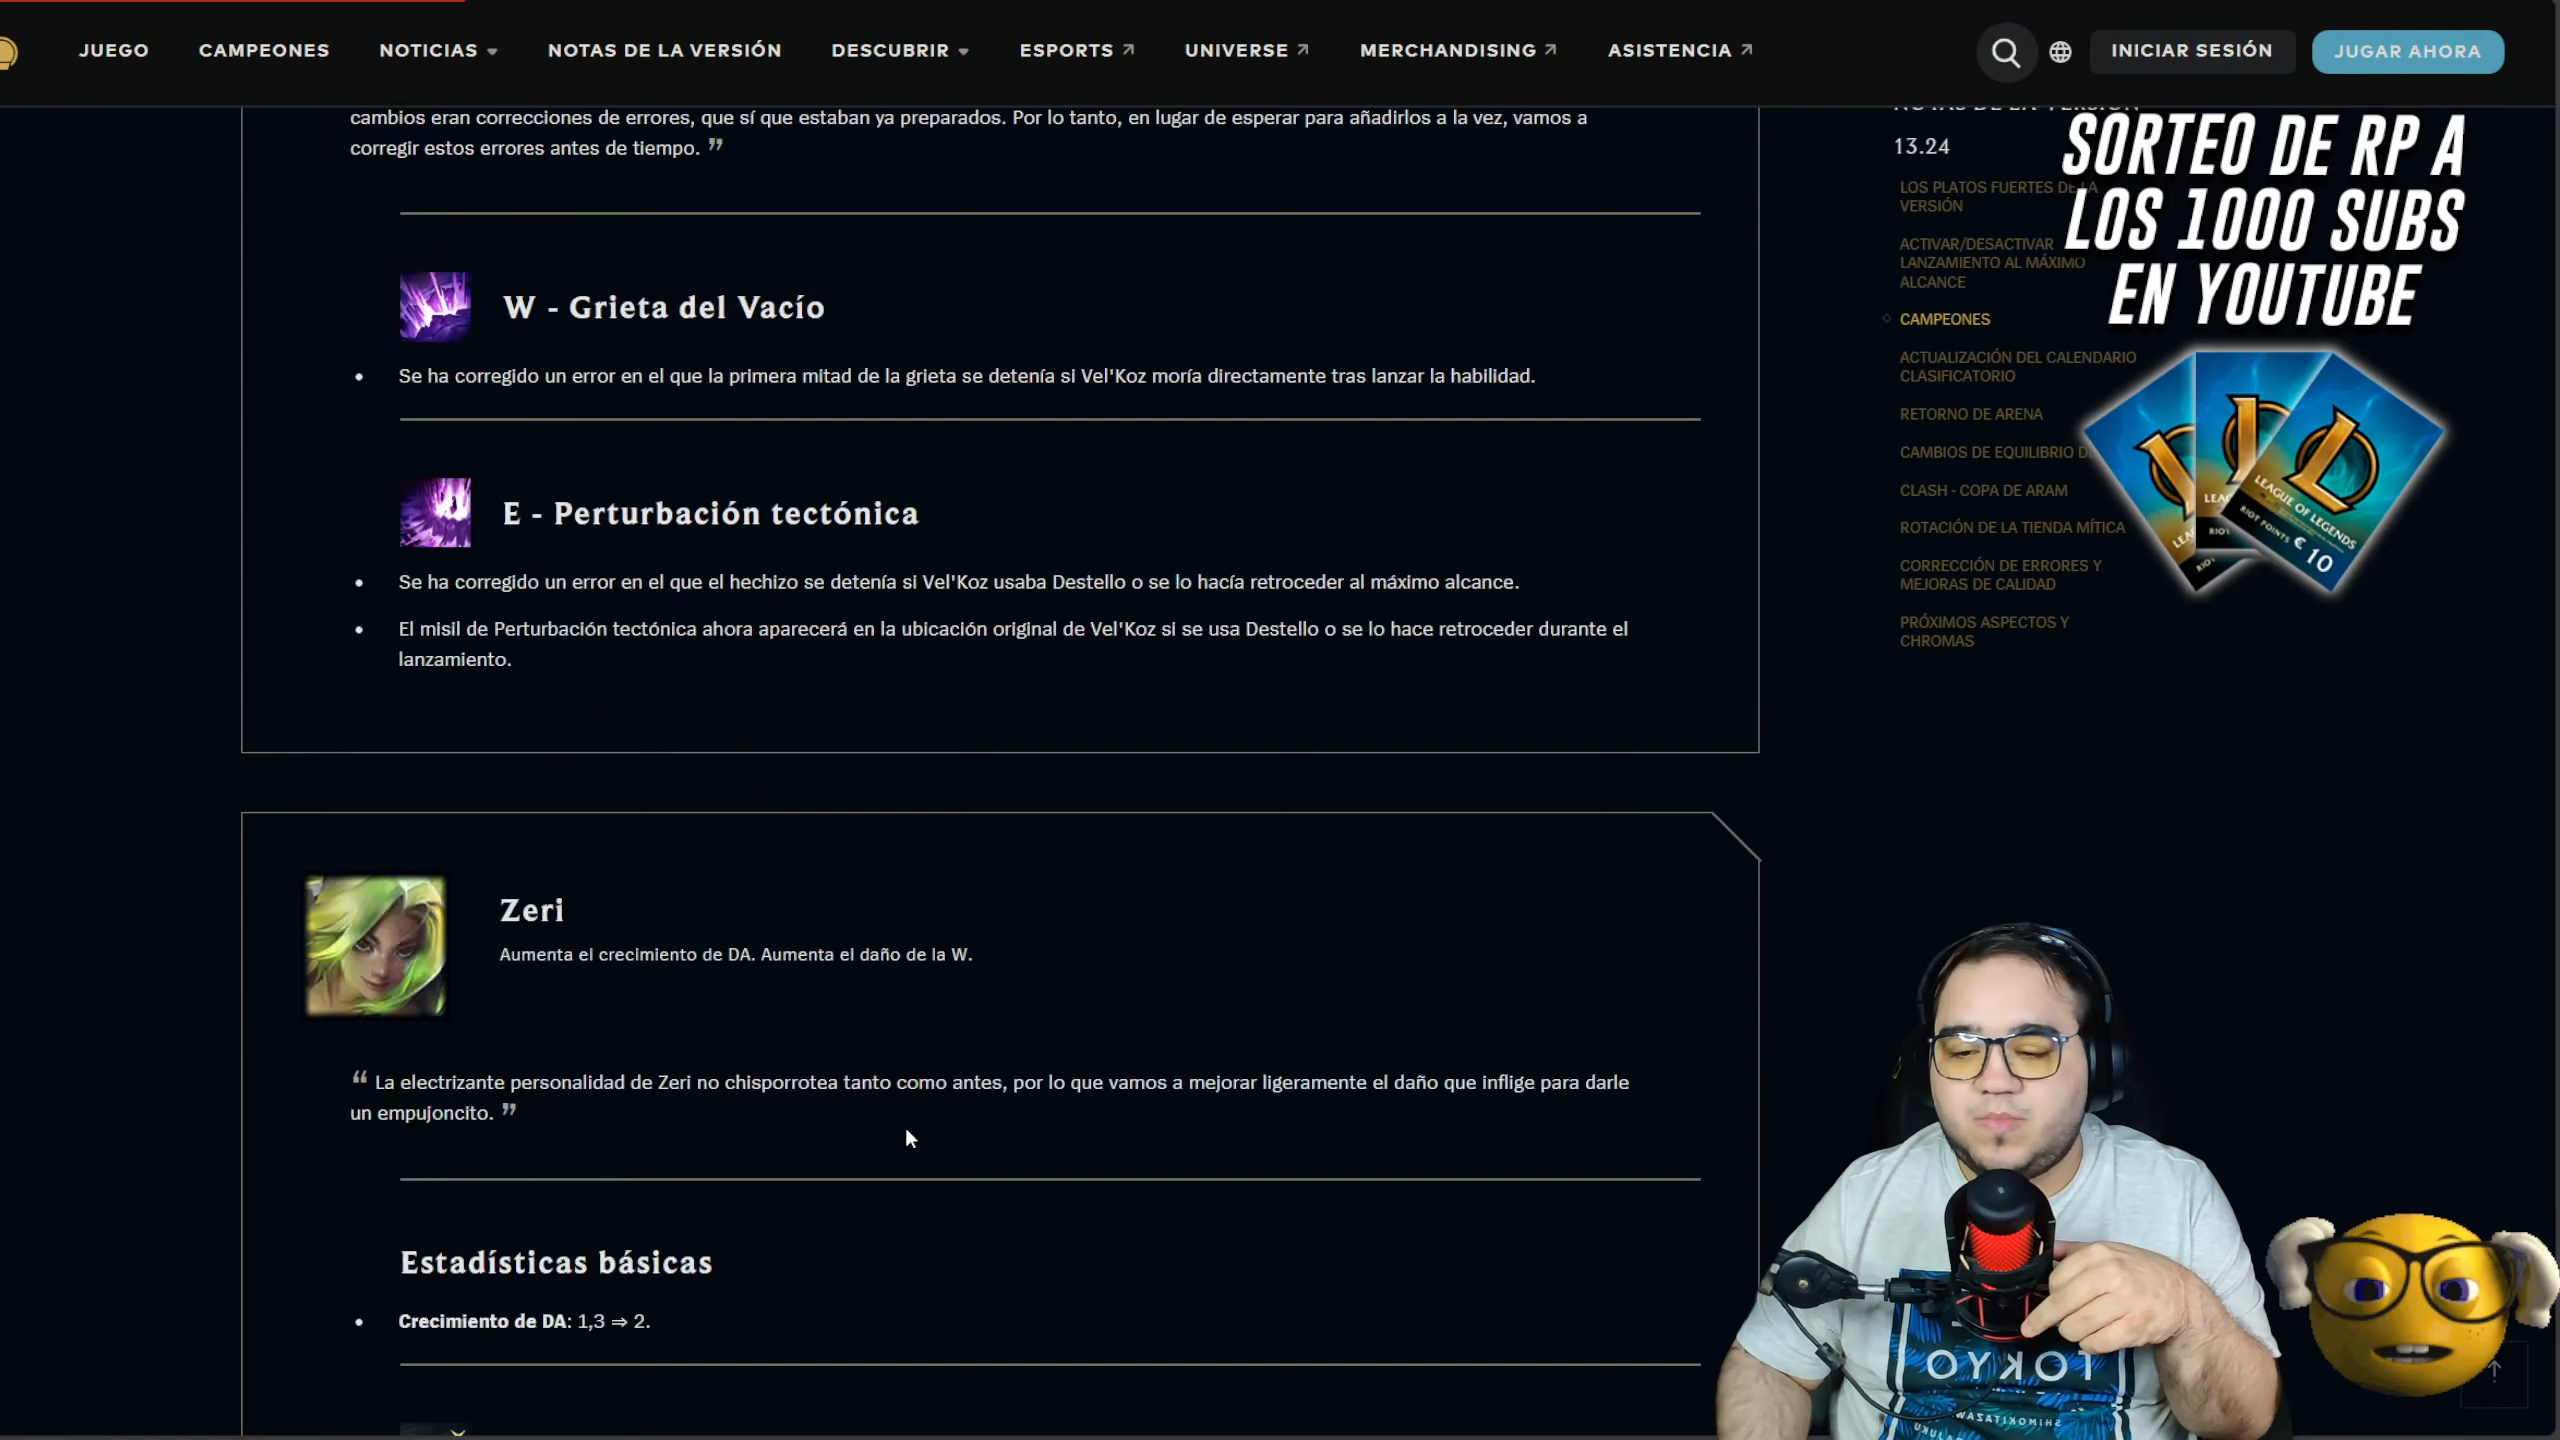 JUEGO CAMPEONES NOTICIAS NOTAS DE LA VERSIÓN DESCUBRIR ESPORTS UNIVERSE MERCHANDISING ASISTENCIA INICIAR SESIÓN JUGAR AHORA
cambios eran correcciones de errores, que sí que estaban ya preparados. Por lo tanto, en lugar de esperar para añadirlos a la vez, vamos a
corregir estos errores antes de tiempo. ”
W - Grieta del Vacío
• Se ha corregido un error en el que la primera mitad de la grieta se detenía si Vel'Koz moría directamente tras lanzar la habilidad.
E - Perturbación tectónica
• Se ha corregido un error en el que el hechizo se detenía si Vel'Koz usaba Destello o se lo hacía retroceder al máximo alcance.
• El misil de Perturbación tectónica ahora aparecerá en la ubicación original de Vel'Koz si se usa Destello o se lo hace retroceder durante el
lanzamiento.
Zeri
Aumenta el crecimiento de DA. Aumenta el daño de la W.
“ La electrizante personalidad de Zeri no chisporrotea tanto como antes, por lo que vamos a mejorar ligeramente el daño que inflige para darle
un empujoncito. ”
Estadísticas básicas
• Crecimiento de DA: 1,3 ⇒ 2.
NOTAS DE LA VERSIÓN
13.24
LOS PLATOS FUERTES DE LA
VERSIÓN
ACTIVAR/DESACTIVAR
LANZAMIENTO AL MÁXIMO
ALCANCE
CAMPEONES
ACTUALIZACIÓN DEL CALENDARIO
CLASIFICATORIO
RETORNO DE ARENA
CAMBIOS DE EQUILIBRIO
CLASH - COPA DE ARAM
ROTACIÓN DE LA TIENDA MÍTICA
CORRECCIÓN DE ERRORES Y
MEJORAS DE CALIDAD
PRÓXIMOS ASPECTOS Y
CHROMAS
SORTEO DE RP A
LOS 1000 SUBS
EN YOUTUBE
LEAGUE OF LEGENDS
RIOT POINTS € 10
TOKYO